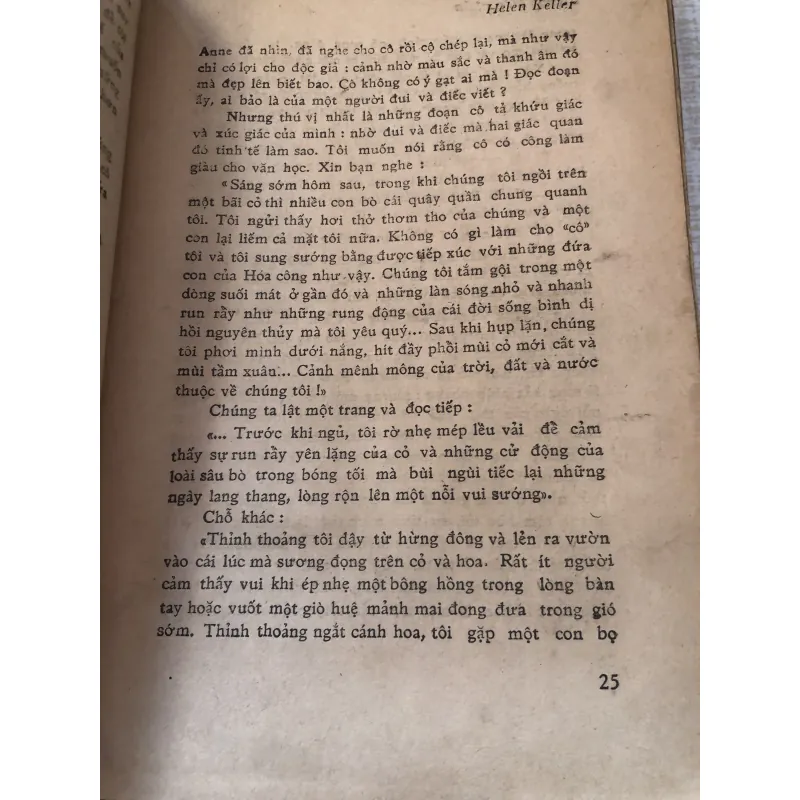 Helen Keller
Anne đã nhìn, đã nghe cho cô rồi cô chép lại, mà như vậy
chỉ có lợi cho độc giả : cảnh nhờ màu sắc và thanh âm đó
mà đẹp lên biết bao. Cô không có ý gạt ai mà ! Đọc đoạn
ấy, ai bảo là của một người đui và điếc viết ?
Nhưng thú vị nhất là những đoạn cô tả khứu giác
và xúc giác của mình : nhờ đui và điếc mà hai giác quan
đó tinh tế làm sao. Tôi muốn nói rằng cô có công làm
giàu cho văn học. Xin bạn nghe :
«Sáng sớm hôm sau, trong khi chúng tôi ngồi trên
một bãi cỏ thì nhiều con bò cái quây quần chung quanh
tôi. Tôi ngửi thấy hơi thở thơm tho của chúng và một
con lại liếm cả mặt tôi nữa. Không có gì làm cho «cô»
tôi và tôi sung sướng bằng được tiếp xúc với những đứa
con của Hóa công như vậy. Chúng tôi tắm gội trong một
dòng suối mát ở gần đó và những làn sóng nhỏ và nhanh
run rẩy như những rung động của cái đời sống bình dị
hồi nguyên thủy mà tôi yêu quý... Sau khi hụp lặn, chúng
tôi phơi mình dưới nắng, hít đầy phồi mùi cỏ mới cắt và
mùi tầm xuân... Cảnh mênh mông của trời, đất và nước
thuộc về chúng tôi !»
Chúng ta lật một trang và đọc tiếp :
«... Trước khi ngủ, tôi rờ nhẹ mép lều vải đề cảm
thấy sự run rẩy yên lặng của cỏ và những cử động của
loài sâu bò trong bóng tối mà bùi ngùi tiếc lại những
ngày lang thang, lòng rộn lên một nỗi vui sướng».
Chỗ khác :
«Thỉnh thoảng tôi dậy từ hừng đông và lẻn ra vườn
vào cái lúc mà sương đọng trên cỏ và hoa. Rất ít người
cảm thấy vui khi ép nhẹ một bông hồng trong lòng bàn
tay hoặc vuốt một giò huệ mảnh mai đong đưa trong gió
sớm. Thỉnh thoảng ngắt cánh hoa, tôi gặp một con bọ
25